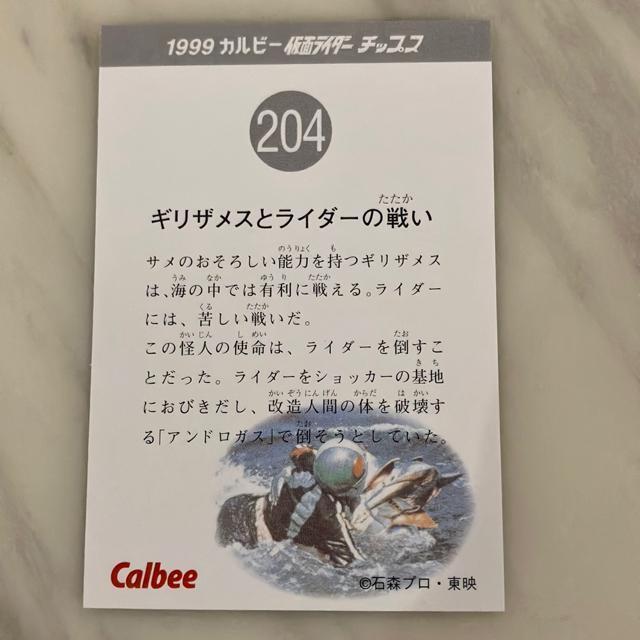 1999 カルビー 仮面ライダー チップス
204
たたか
ギリザメスとライダーの戦い
のうりょく も
サメのおそろしい能力を持つギリザメス
うみ なか ゆうり たたか
は、海の中では有利に戦える。ライダー
くる たたか
には、苦しい戦いだ。
かいじん しめい たお
この怪人の使命は、ライダーを倒すこ
きち
とだった。ライダーをショッカーの基地
かいぞうにんげん からだ はかい
におびきだし、改造人間の体を破壊す
たお
る「アンドロガス」で倒そうとしていた。
Calbee
©石森プロ・東映